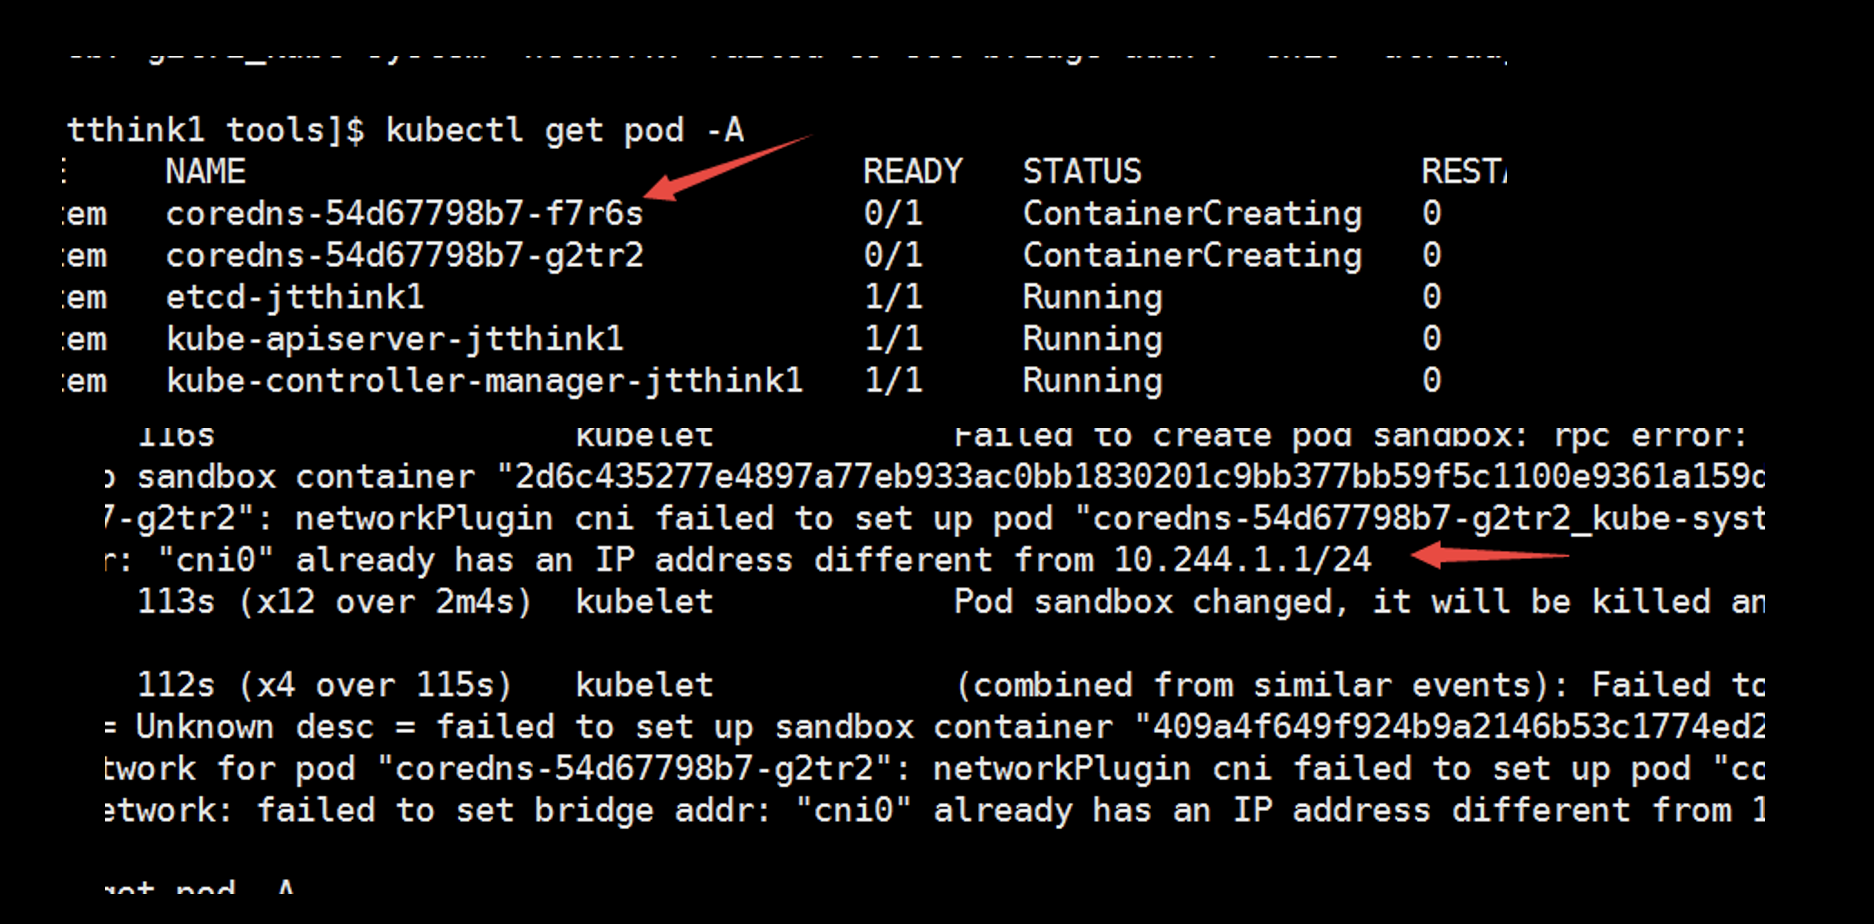 tthink1 tools]$ kubectl get pod -A
NAME READY STATUS REST
em coredns-54d67798b7-f7r6s 0/1 ContainerCreating 0
em coredns-54d67798b7-g2tr2 0/1 ContainerCreating 0
em etcd-jtthink1 1/1 Running 0
em kube-apiserver-jtthink1 1/1 Running 0
em kube-controller-manager-jtthink1 1/1 Running 0
116s kubelet Failed to create pod sandbox: rpc error:
sandbox container "2d6c435277e4897a77eb933ac0bb1830201c9bb377bb59f5c1100e9361a159d
7-g2tr2": networkPlugin cni failed to set up pod "coredns-54d67798b7-g2tr2_kube-syst
r: "cni0" already has an IP address different from 10.244.1.1/24
113s (x12 over 2m4s) kubelet Pod sandbox changed, it will be killed an
112s (x4 over 115s) kubelet (combined from similar events): Failed to
= Unknown desc = failed to set up sandbox container "409a4f649f924b9a2146b53c1774ed2
twork for pod "coredns-54d67798b7-g2tr2": networkPlugin cni failed to set up pod "co
etwork: failed to set bridge addr: "cni0" already has an IP address different from 1
get pod -A